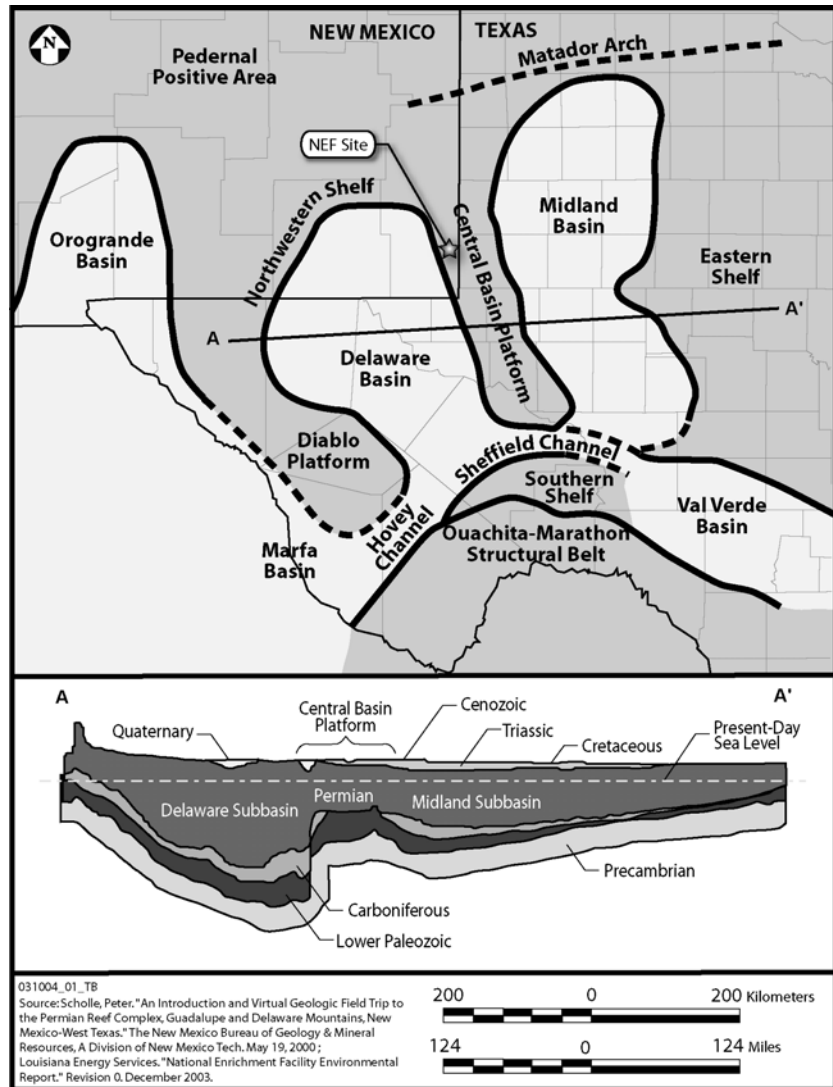 N
NEW MEXICO
TEXAS
Pedernal
Positive Area
Matador Arch
NEF Site
Northwestern Shelf
Central Basin Platform
Midland
Basin
Orogrande
Basin
Eastern
Shelf
A
A'
Delaware
Basin
Diablo
Platform
Sheffield Channel
Southern
Shelf
Hovey
Channel
Val Verde
Basin
Marfa
Basin
Ouachita-Marathon
Structural Belt
A
A'
Central Basin
Platform
Cenozoic
Quaternary
Triassic
Cretaceous
Present-Day
Sea Level
Delaware Subbasin
Permian
Midland Subbasin
Precambrian
Carboniferous
Lower Paleozoic
031004_01_TB
Source: Scholle, Peter. "An Introduction and Virtual Geologic Field Trip to
the Permian Reef Complex, Guadalupe and Delaware Mountains, New
Mexico-West Texas." The New Mexico Bureau of Geology & Mineral
Resources, A Division of New Mexico Tech. May 19, 2000 ;
Louisiana Energy Services. "National Enrichment Facility Environmental
Report." Revision 0. December 2003.
200 0 200 Kilometers
124 0 124 Miles